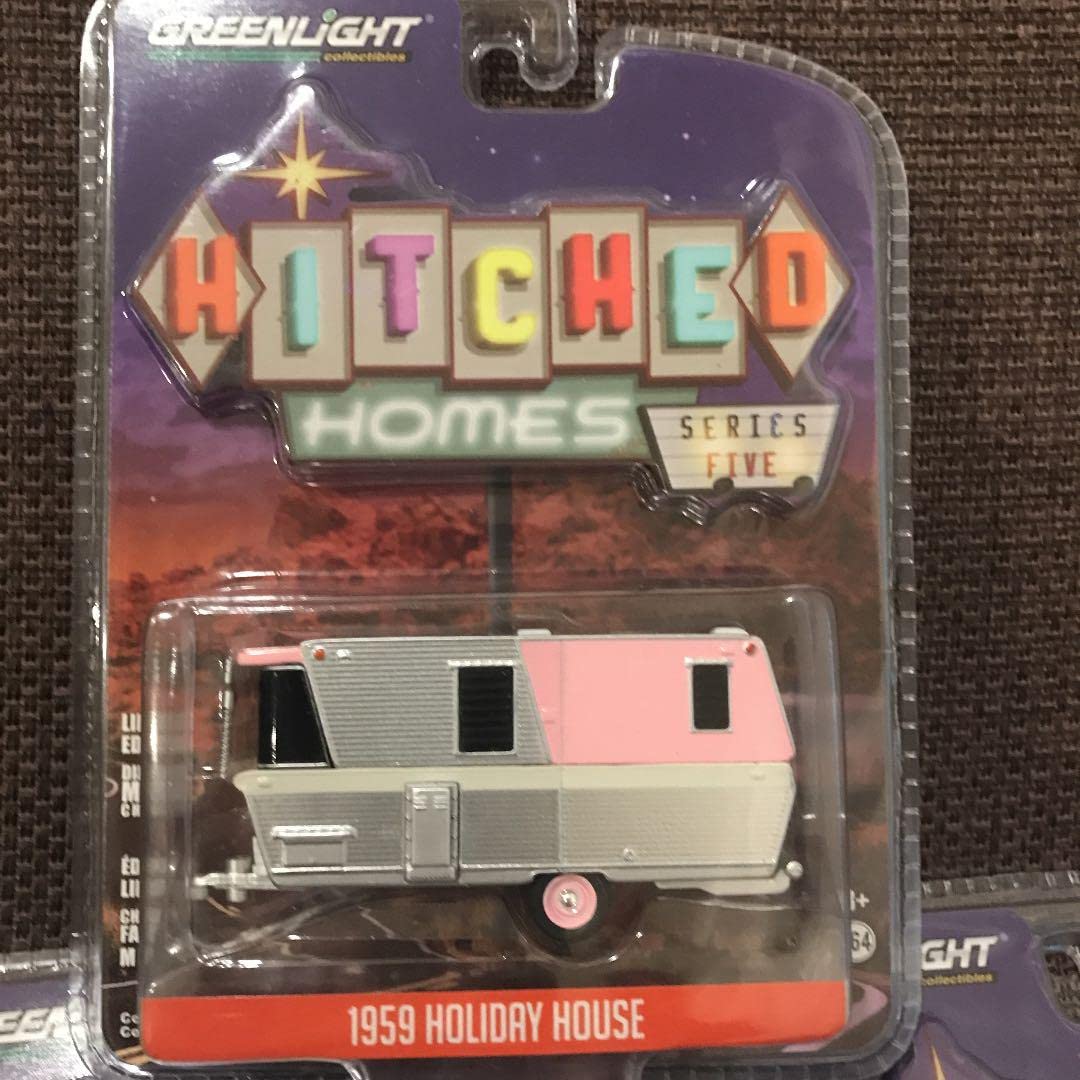 GREENLiGHT
collectibles
HITCHED
HOMES
SERIES
FIVE
1959 HOLIDAY HOUSE
GHT
collectibles